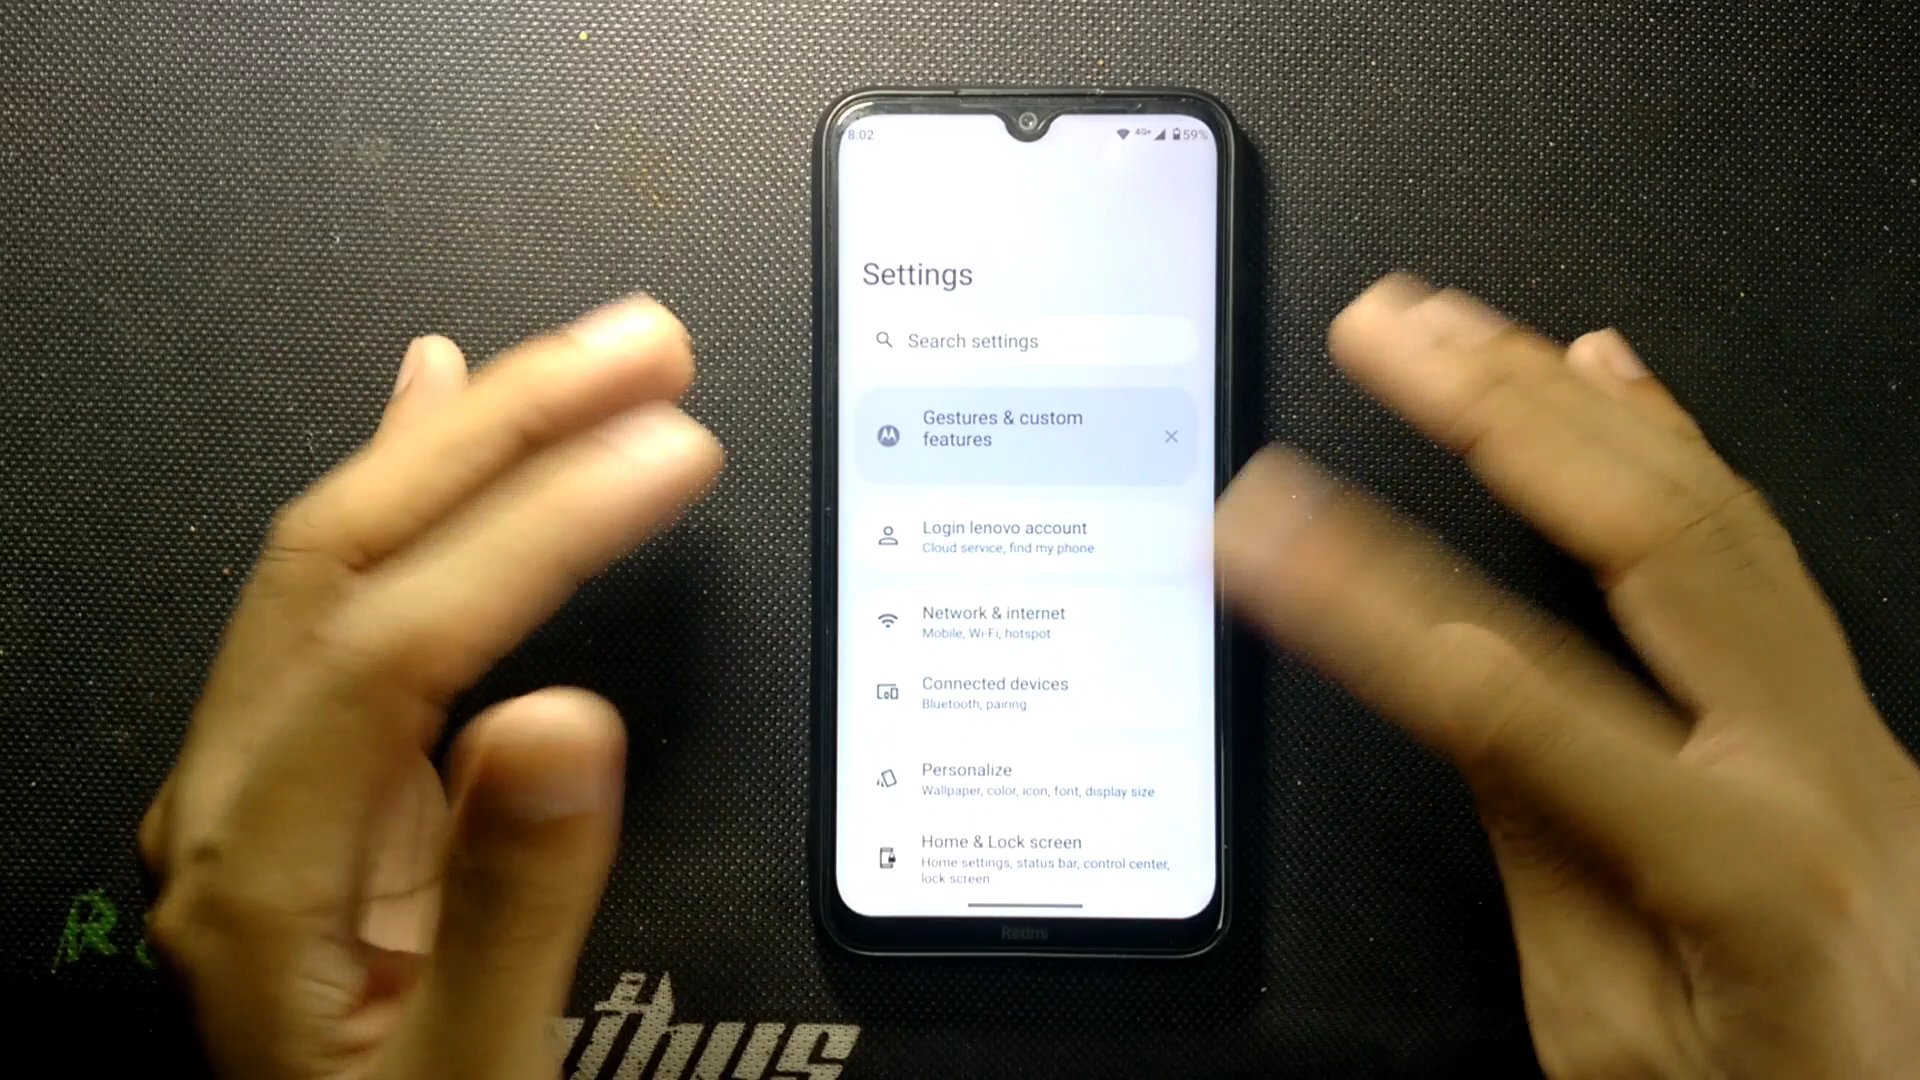 8:02
4G+ 59%
Settings
Search settings
Gestures & custom
features
Login lenovo account
Cloud service, find my phone
Network & internet
Mobile, Wi-Fi, hotspot
Connected devices
Bluetooth, pairing
Personalize
Wallpaper, color, icon, font, display size
Home & Lock screen
Home settings, status bar, control center,
lock screen
Redmi
R